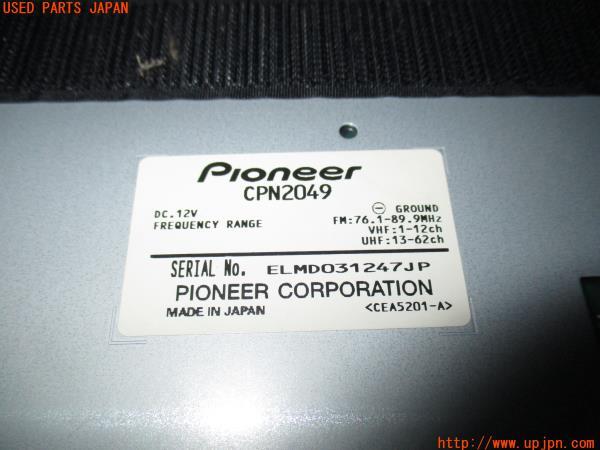 USED PARTS JAPAN
Pioneer
CPN2049
DC.12V ⊖ GROUND
FREQUENCY RANGE FM:76.1-89.9MHz
VHF:1-12ch
UHF:13-62ch
SERIAL No. ELMD031247JP
PIONEER CORPORATION
MADE IN JAPAN <CEA5201-A>
http://www.upjpn.com